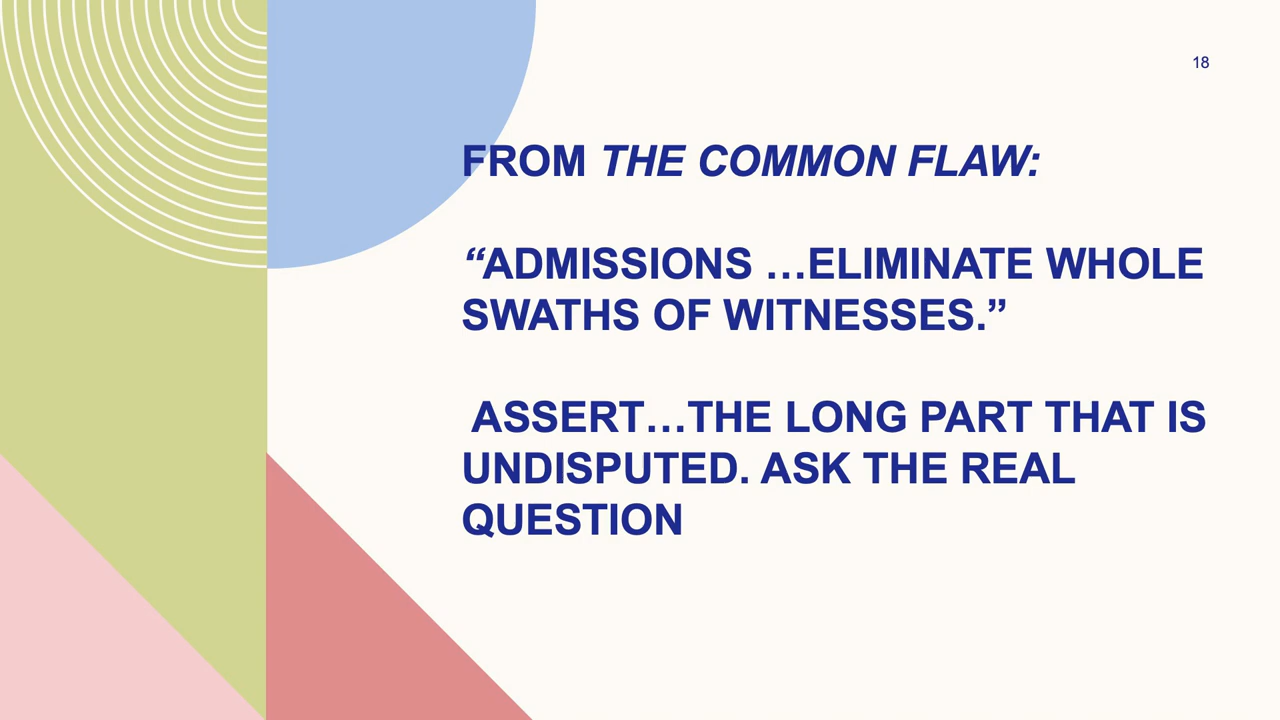 18
FROM THE COMMON FLAW:
“ADMISSIONS …ELIMINATE WHOLE
SWATHS OF WITNESSES.”
ASSERT…THE LONG PART THAT IS
UNDISPUTED. ASK THE REAL
QUESTION